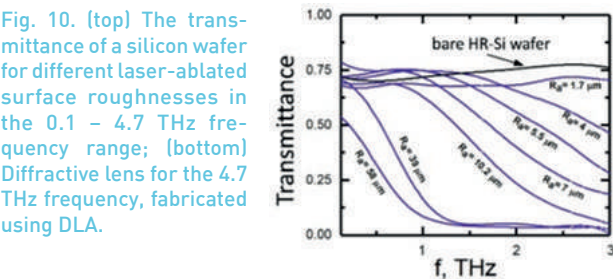 Fig. 10. (top) The trans-
mittance of a silicon wafer
for different laser-ablated
surface roughnesses in
the 0.1 – 4.7 THz fre-
quency range; (bottom)
Diffractive lens for the 4.7
THz frequency, fabricated
using DLA.
Transmittance
1.00
0.75
0.50
0.25
0.00
bare HR-Si wafer
Ra= 1.7 µm
Ra= 4 µm
Ra= 5.5 µm
Ra= 7 µm
Ra= 10.2 µm
Ra= 39 µm
Ra= 58 µm
1
2
3
f, THz